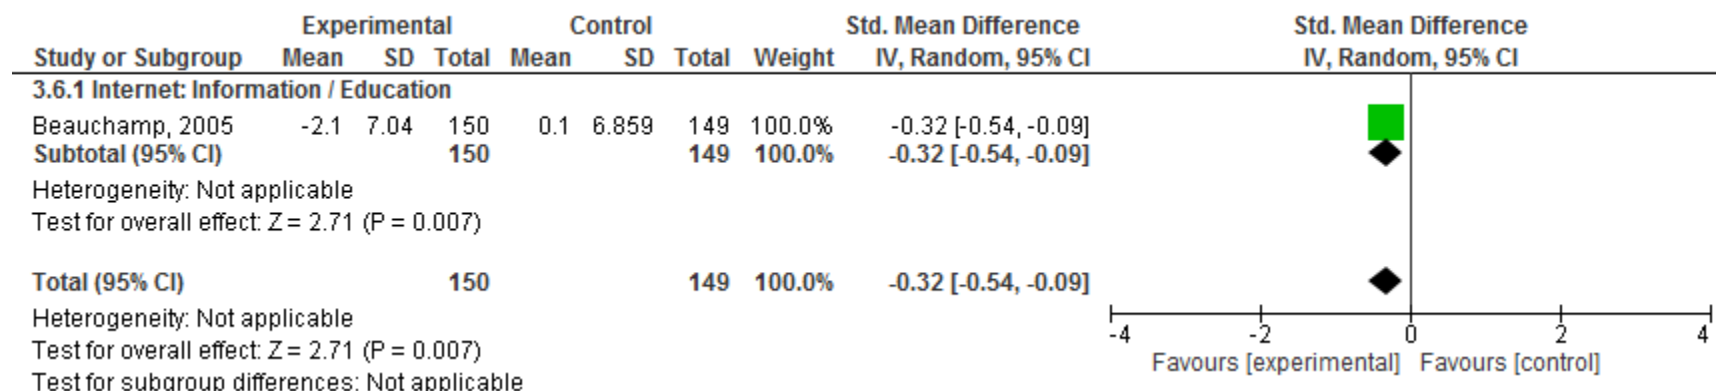 Experimental Control Std. Mean Difference Std. Mean Difference
Study or Subgroup Mean SD Total Mean SD Total Weight IV, Random, 95% CI IV, Random, 95% CI
3.6.1 Internet: Information / Education
Beauchamp, 2005 -2.1 7.04 150 0.1 6.859 149 100.0% -0.32 [-0.54, -0.09]
Subtotal (95% CI) 150 149 100.0% -0.32 [-0.54, -0.09]
Heterogeneity: Not applicable
Test for overall effect: Z = 2.71 (P = 0.007)
Total (95% CI) 150 149 100.0% -0.32 [-0.54, -0.09]
Heterogeneity: Not applicable
Test for overall effect: Z = 2.71 (P = 0.007)
Test for subgroup differences: Not applicable
-4 -2 0 2 4
Favours [experimental] Favours [control]